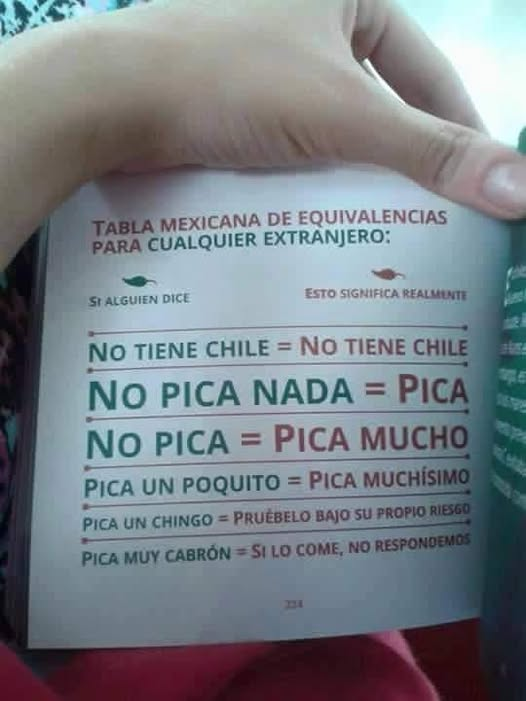 TABLA MEXICANA DE EQUIVALENCIAS
PARA CUALQUIER EXTRANJERO:
SI ALGUIEN DICE
ESTO SIGNIFICA REALMENTE
NO TIENE CHILE = NO TIENE CHILE
NO PICA NADA = PICA
NO PICA = PICA MUCHO
PICA UN POQUITO = PICA MUCHÍSIMO
PICA UN CHINGO = PRUÉBELO BAJO SU PROPIO RIESGO
PICA MUY CABRÓN = SI LO COME, NO RESPONDEMOS
224